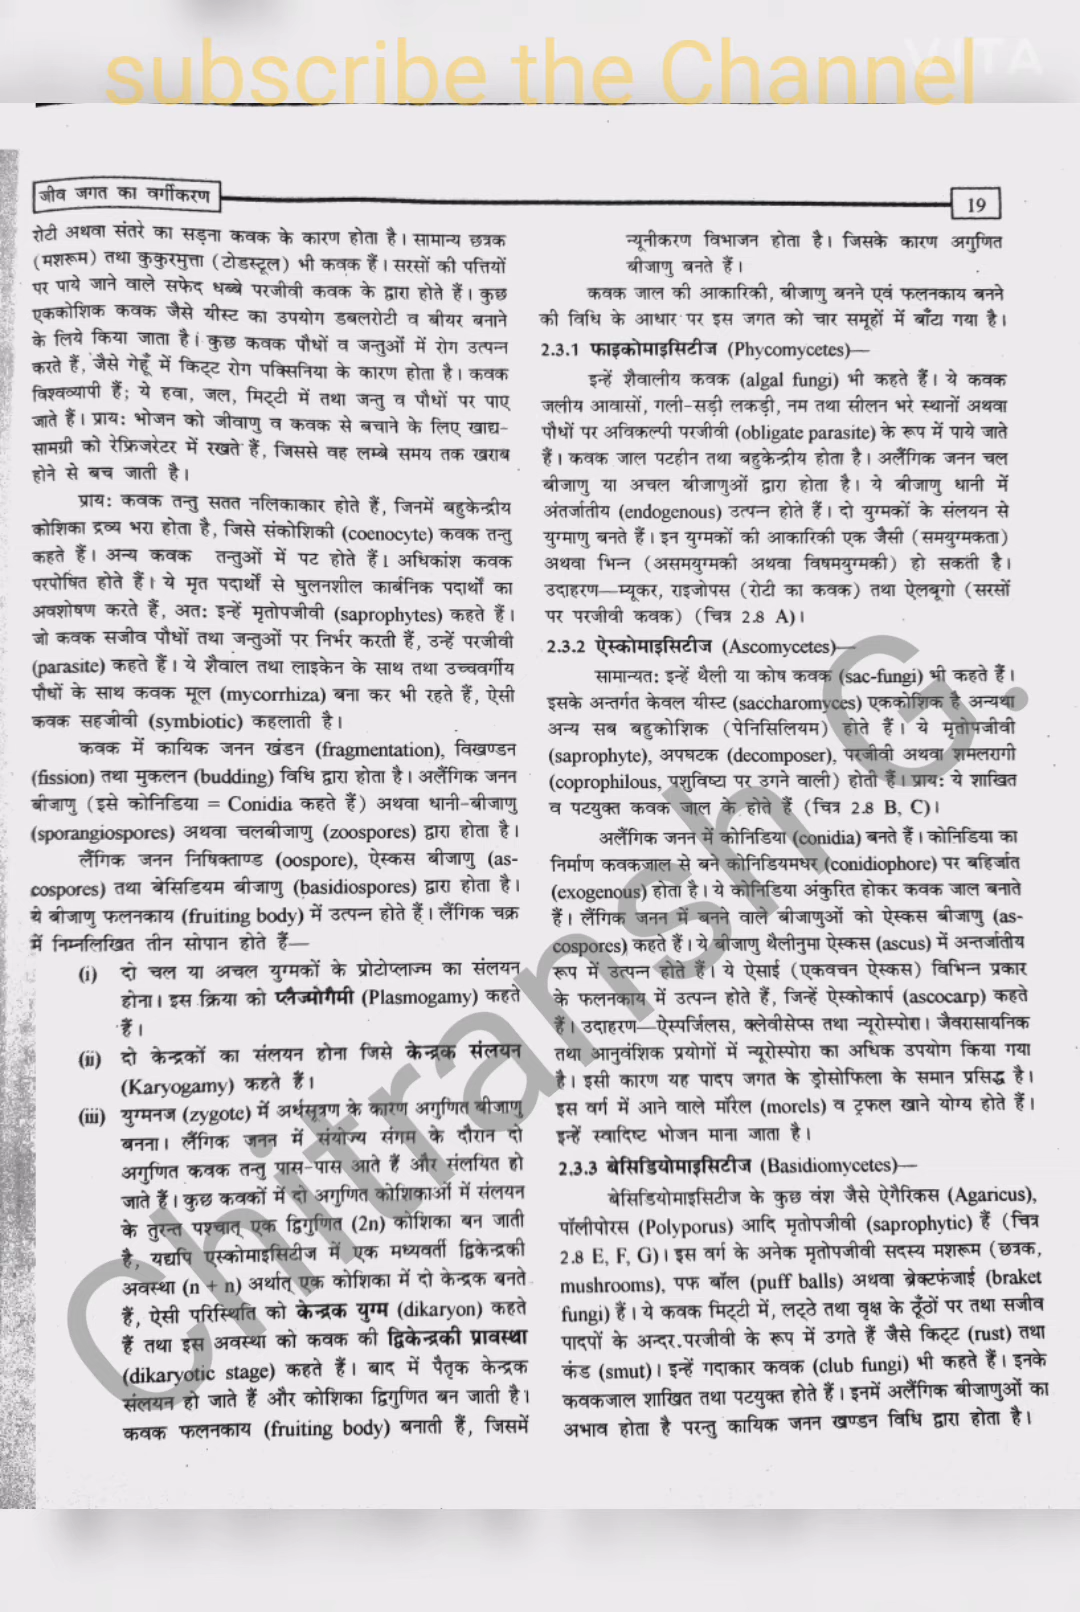 subscribe the Channel
VITA
जीव जगत का वर्गीकरण
19
रोटी अथवा संतरे का सड़ना कवक के कारण होता है। सामान्य छत्रक
(मशरूम) तथा कुकुरमुत्ता (टोडस्टूल) भी कवक हैं। सरसों की पत्तियों
पर पाये जाने वाले सफेद धब्बे परजीवी कवक के द्वारा होते हैं। कुछ
एककोशिक कवक जैसे यीस्ट का उपयोग डबलरोटी व बीयर बनाने
के लिये किया जाता है। कुछ कवक पौधों व जन्तुओं में रोग उत्पन्न
करते हैं, जैसे गेहूँ में किट्ट रोग पक्सिनिया के कारण होता है। कवक
विश्वव्यापी हैं; ये हवा, जल, मिट्टी में तथा जन्तु व पौधों पर पाए
जाते हैं। प्राय: भोजन को जीवाणु व कवक से बचाने के लिए खाद्य-
सामग्री को रेफ्रिजरेटर में रखते हैं, जिससे वह लम्बे समय तक खराब
होने से बच जाती है।
प्राय: कवक तन्तु सतत नलिकाकार होते हैं, जिनमें बहुकेन्द्रीय
कोशिका द्रव्य भरा होता है, जिसे संकोशिकी (coenocyte) कवक तन्तु
कहते हैं। अन्य कवक तन्तुओं में पट होते हैं। अधिकांश कवक
परपोषित होते हैं। ये मृत पदार्थों से घुलनशील कार्बनिक पदार्थों का
अवशोषण करते हैं, अत: इन्हें मृतोपजीवी (saprophytes) कहते हैं।
जो कवक सजीव पौधों तथा जन्तुओं पर निर्भर करती हैं, उन्हें परजीवी
(parasite) कहते हैं। ये शैवाल तथा लाइकेन के साथ तथा उच्चवर्गीय
पौधों के साथ कवक मूल (mycorrhiza) बना कर भी रहते हैं, ऐसी
कवक सहजीवी (symbiotic) कहलाती है।
कवक में कायिक जनन खंडन (fragmentation), विखण्डन
(fission) तथा मुकलन (budding) विधि द्वारा होता है। अलैंगिक जनन
बीजाणु (इसे कोनिडिया = Conidia कहते हैं) अथवा धानी-बीजाणु
(sporangiospores) अथवा चलबीजाणु (zoospores) द्वारा होता है।
लैंगिक जनन निषिक्ताण्ड (oospore), ऐस्कस बीजाणु (as-
cospores) तथा बेसिडियम बीजाणु (basidiospores) द्वारा होता है।
ये बीजाणु फलनकाय (fruiting body) में उत्पन्न होते हैं। लैंगिक चक्र
में निम्नलिखित तीन सोपान होते हैं—
(i) दो चल या अचल युग्मकों के प्रोटोप्लाज्म का संलयन
होना। इस क्रिया को प्लैज्मोगैमी (Plasmogamy) कहते
हैं।
(ii) दो केन्द्रकों का संलयन होना जिसे केन्द्रक संलयन
(Karyogamy) कहते हैं।
(iii) युग्मनज (zygote) में अर्धसूत्रण के कारण अगुणित बीजाणु
बनना। लैंगिक जनन में संयोज्य संगम के दौरान दो
अगुणित कवक तन्तु पास-पास आते हैं और संलयित हो
जाते हैं। कुछ कवकों में दो अगुणित कोशिकाओं में संलयन
के तुरन्त पश्चात् एक द्विगुणित (2n) कोशिका बन जाती
है, यद्यपि एस्कोमाइसिटीज में एक मध्यवर्ती द्विकेन्द्रकी
अवस्था (n + n) अर्थात् एक कोशिका में दो केन्द्रक बनते
हैं, ऐसी परिस्थिति को केन्द्रक युग्म (dikaryon) कहते
हैं तथा इस अवस्था को कवक की द्विकेन्द्रकी प्रावस्था
(dikaryotic stage) कहते हैं। बाद में पैतृक केन्द्रक
संलयन हो जाते हैं और कोशिका द्विगुणित बन जाती है।
कवक फलनकाय (fruiting body) बनाती हैं, जिसमें
न्यूनीकरण विभाजन होता है। जिसके कारण अगुणित
बीजाणु बनते हैं।
कवक जाल की आकारिकी, बीजाणु बनने एवं फलनकाय बनने
की विधि के आधार पर इस जगत को चार समूहों में बाँटा गया है।
2.3.1 फाइकोमाइसिटीज (Phycomycetes)—
इन्हें शैवालीय कवक (algal fungi) भी कहते हैं। ये कवक
जलीय आवासों, गली-सड़ी लकड़ी, नम तथा सीलन भरे स्थानों अथवा
पौधों पर अविकल्पी परजीवी (obligate parasite) के रूप में पाये जाते
हैं। कवक जाल पटहीन तथा बहुकेन्द्रीय होता है। अलैंगिक जनन चल
बीजाणु या अचल बीजाणुओं द्वारा होता है। ये बीजाणु धानी में
अंतर्जातीय (endogenous) उत्पन्न होते हैं। दो युग्मकों के संलयन से
युग्माणु बनते हैं। इन युग्मकों की आकारिकी एक जैसी (समयुग्मकता)
अथवा भिन्न (असमयुग्मकी अथवा विषमयुग्मकी) हो सकती है।
उदाहरण—म्यूकर, राइजोपस (रोटी का कवक) तथा ऐलबूगो (सरसों
पर परजीवी कवक) (चित्र 2.8 A)।
2.3.2 ऐस्कोमाइसिटीज (Ascomycetes)—
सामान्यत: इन्हें थैली या कोष कवक (sac-fungi) भी कहते हैं।
इसके अन्तर्गत केवल यीस्ट (saccharomyces) एककोशिक है अन्यथा
अन्य सब बहुकोशिक (पेनिसिलियम) होते हैं। ये मृतोपजीवी
(saprophyte), अपघटक (decomposer), परजीवी अथवा शमलरागी
(coprophilous, पशुविष्टा पर उगने वाली) होती हैं। प्राय: ये शाखित
व पटयुक्त कवक जाल के होते हैं (चित्र 2.8 B, C)।
अलैंगिक जनन में कोनिडिया (conidia) बनते हैं। कोनिडिया का
निर्माण कवकजाल से बने कोनिडियमधर (conidiophore) पर बहिर्जात
(exogenous) होता है। ये कोनिडिया अंकुरित होकर कवक जाल बनाते
हैं। लैंगिक जनन में बनने वाले बीजाणुओं को ऐस्कस बीजाणु (as-
cospores) कहते हैं। ये बीजाणु थैलीनुमा ऐस्कस (ascus) में अन्तर्जातीय
रूप में उत्पन्न होते हैं। ये ऐसाई (एकवचन ऐस्कस) विभिन्न प्रकार
के फलनकाय में उत्पन्न होते हैं, जिन्हें ऐस्कोकार्प (ascocarp) कहते
हैं। उदाहरण—ऐस्पर्जिलस, क्लेवीसेप्स तथा न्यूरोस्पोरा। जैवरासायनिक
तथा आनुवंशिक प्रयोगों में न्यूरोस्पोरा का अधिक उपयोग किया गया
है। इसी कारण यह पादप जगत के ड्रोसोफिला के समान प्रसिद्ध है।
इस वर्ग में आने वाले मॉरेल (morels) व ट्रफल खाने योग्य होते हैं।
इन्हें स्वादिष्ट भोजन माना जाता है।
2.3.3 बेसिडियोमाइसिटीज (Basidiomycetes)—
बेसिडियोमाइसिटीज के कुछ वंश जैसे ऐगैरिकस (Agaricus),
पॉलीपोरस (Polyporus) आदि मृतोपजीवी (saprophytic) हैं (चित्र
2.8 E, F, G)। इस वर्ग के अनेक मृतोपजीवी सदस्य मशरूम (छत्रक,
mushrooms), पफ बॉल (puff balls) अथवा ब्रेक्टफंजाई (braket
fungi) हैं। ये कवक मिट्टी में, लट्ठे तथा वृक्ष के ठूँठों पर तथा सजीव
पादपों के अन्दर परजीवी के रूप में उगते हैं जैसे किट्ट (rust) तथा
कंड (smut)। इन्हें गदाकार कवक (club fungi) भी कहते हैं। इनके
कवकजाल शाखित तथा पटयुक्त होते हैं। इनमें अलैंगिक बीजाणुओं का
अभाव होता है परन्तु कायिक जनन खण्डन विधि द्वारा होता है।
Chitransh G.